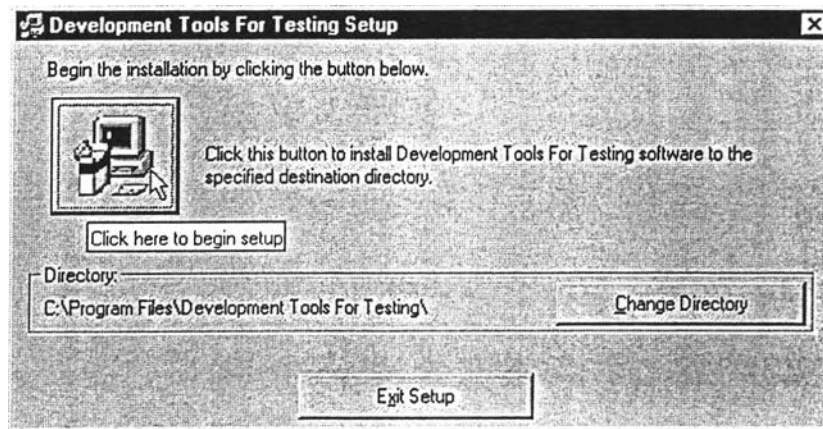 Development Tools For Testing Setup
Begin the installation by clicking the button below.
Click this button to install Development Tools For Testing software to the
specified destination directory.
Click here to begin setup
Directory:
C:\Program Files\Development Tools For Testing\
Change Directory
Exit Setup